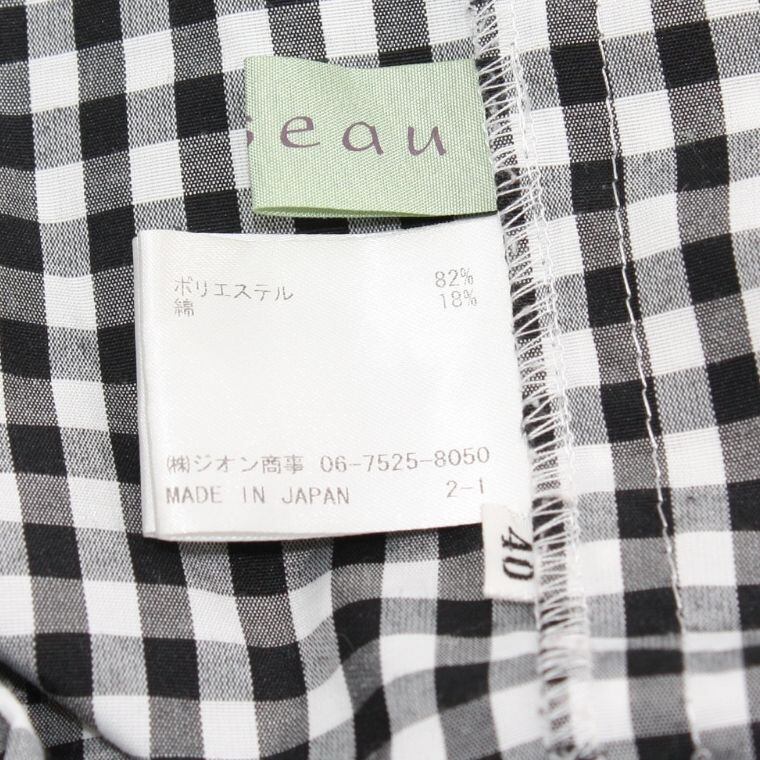 seau
ポリエステル 82%
綿 18%
㈱ジオン商事 06-7525-8050
MADE IN JAPAN 2-1
40